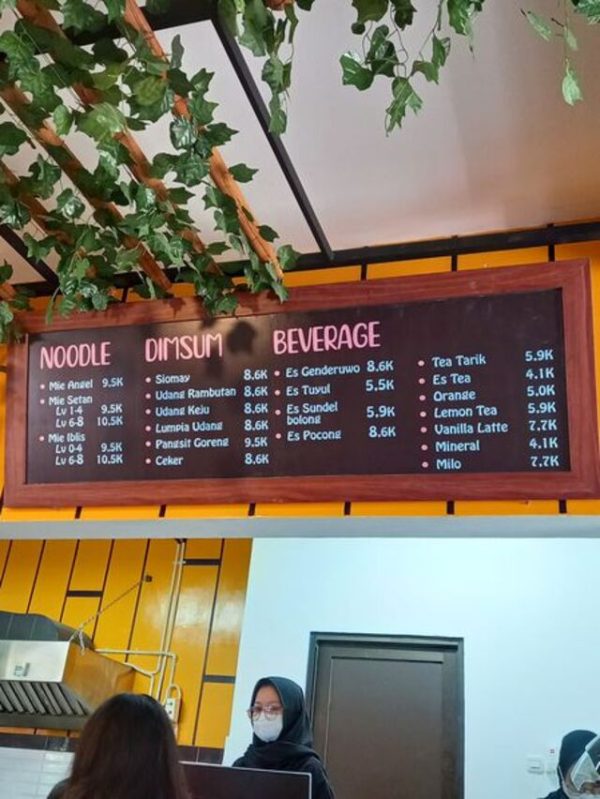 NOODLE
• Mie Angel 9.5K
• Mie Setan
Lv 1-4 9.5K
Lv 6-8 10.5K
• Mie Iblis
Lv 0-4 9.5K
Lv 6-8 10.5K
DIMSUM
• Siomay 8.6K
• Udang Rambutan 8.6K
• Udang Keju 8.6K
• Lumpia Udang 8.6K
• Pangsit Goreng 9.5K
• Ceker 8.6K
BEVERAGE
• Es Genderuwo 8.6K
• Es Tuyul 5.5K
• Es Sundel 5.9K
bolong
• Es Pocong 8.6K
• Tea Tarik 5.9K
• Es Tea 4.1K
• Orange 5.0K
• Lemon Tea 5.9K
• Vanilla Latte 7.7K
• Mineral 4.1K
• Milo 7.7K